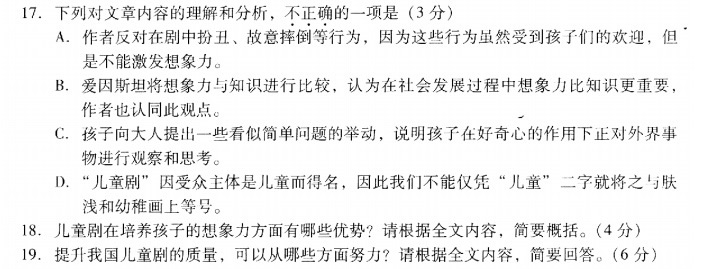 17. 下列对文章内容的理解和分析，不正确的一项是（3 分）
A. 作者反对在剧中扮丑、故意摔倒等行为，因为这些行为虽然受到孩子们的欢迎，但
是不能激发想象力。
B. 爱因斯坦将想象力与知识进行比较，认为在社会发展过程中想象力比知识更重要，
作者也认同此观点。
C. 孩子向大人提出一些看似简单问题的举动，说明孩子在好奇心的作用下正对外界事
物进行观察和思考。
D. “儿童剧”因受众主体是儿童而得名，因此我们不能仅凭“儿童”二字就将之与肤
浅和幼稚画上等号。
18. 儿童剧在培养孩子的想象力方面有哪些优势？请根据全文内容，简要概括。（4 分）
19. 提升我国儿童剧的质量，可以从哪些方面努力？请根据全文内容，简要回答。（6 分）